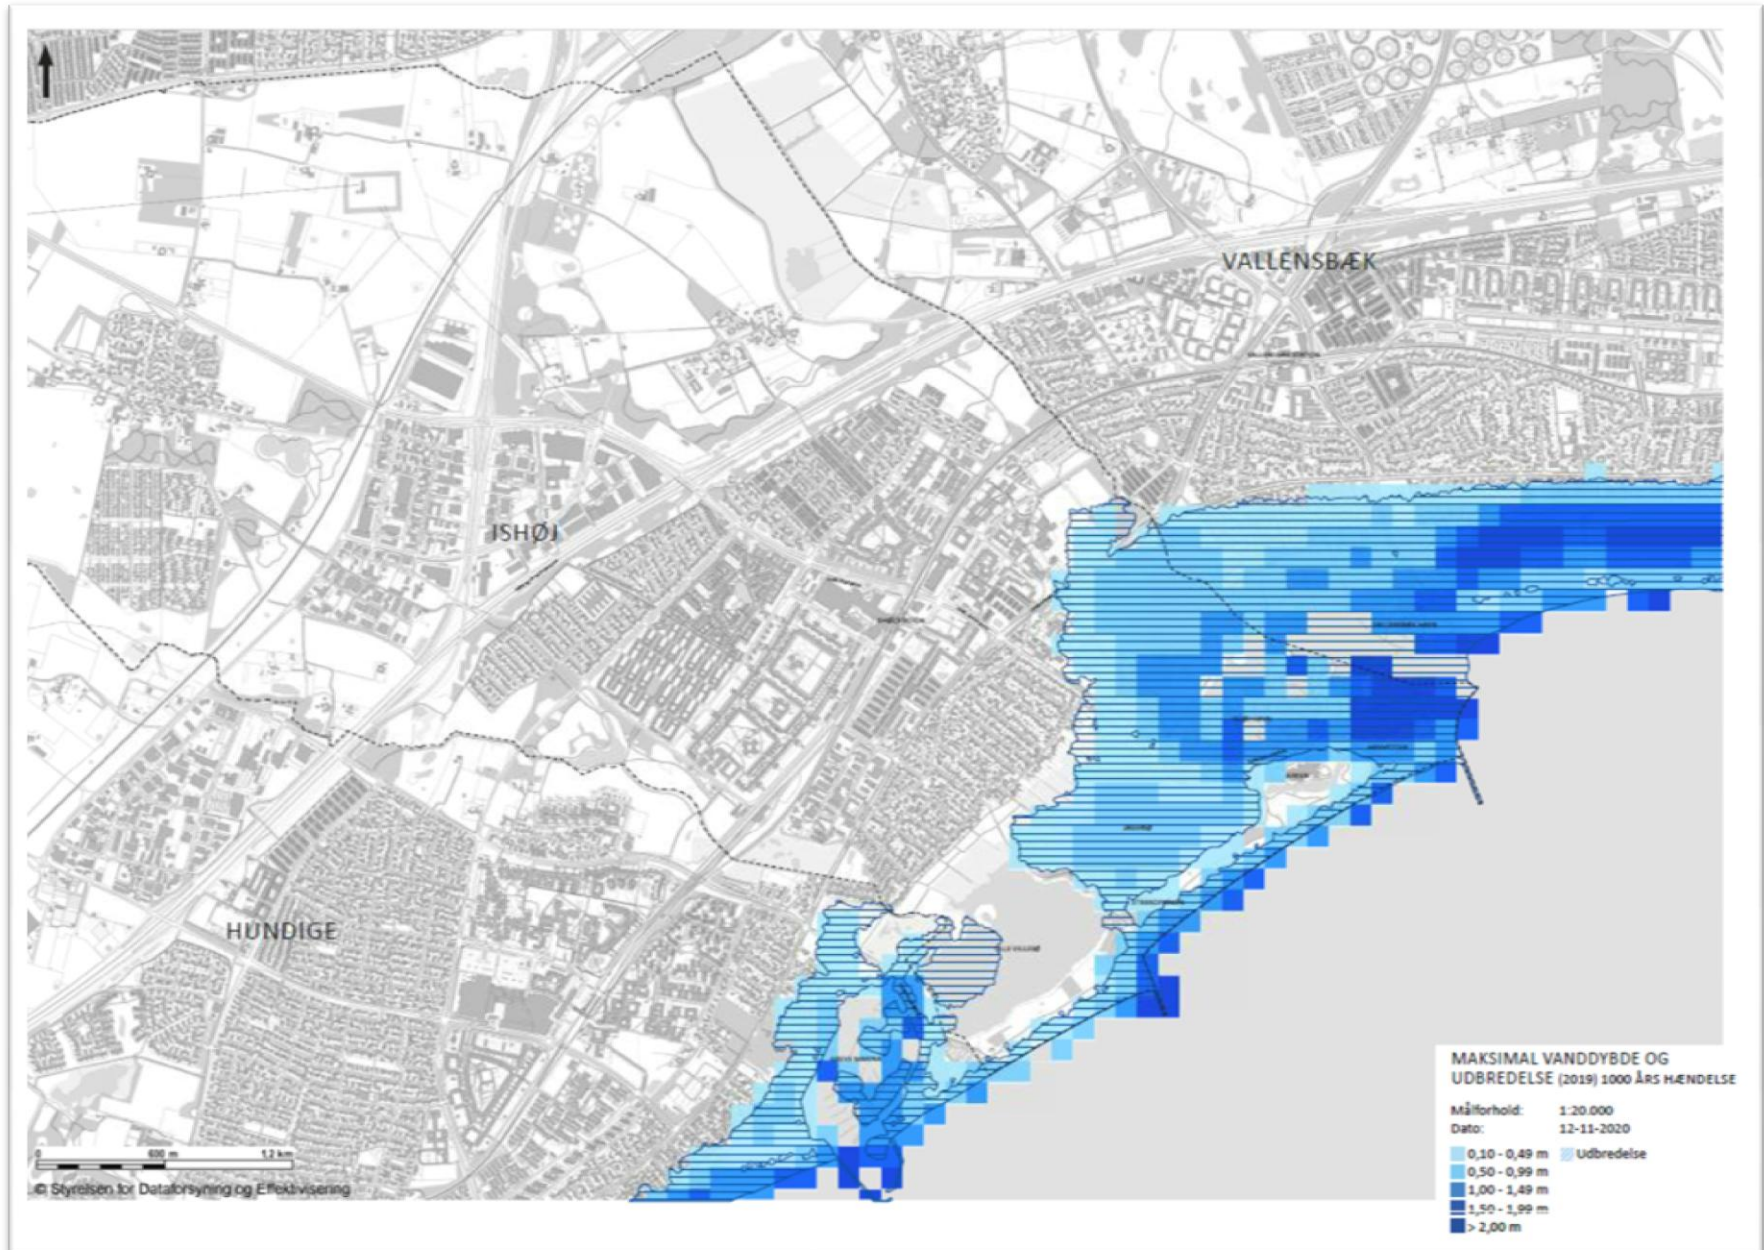 VALLENSBÆK
ISHØJ
HUNDIGE
MAKSIMAL VANDDYBDE OG
UDBREDELSE (2019) 1000 ÅRS HÆNDELSE
Målforhold: 1:20.000
Dato: 12-11-2020
0,10 - 0,49 m Udbredelse
0,50 - 0,99 m
1,00 - 1,49 m
1,50 - 1,99 m
> 2,00 m
0 600 m 1,2 km
© Styrelsen for Dataforsyning og Effektivisering